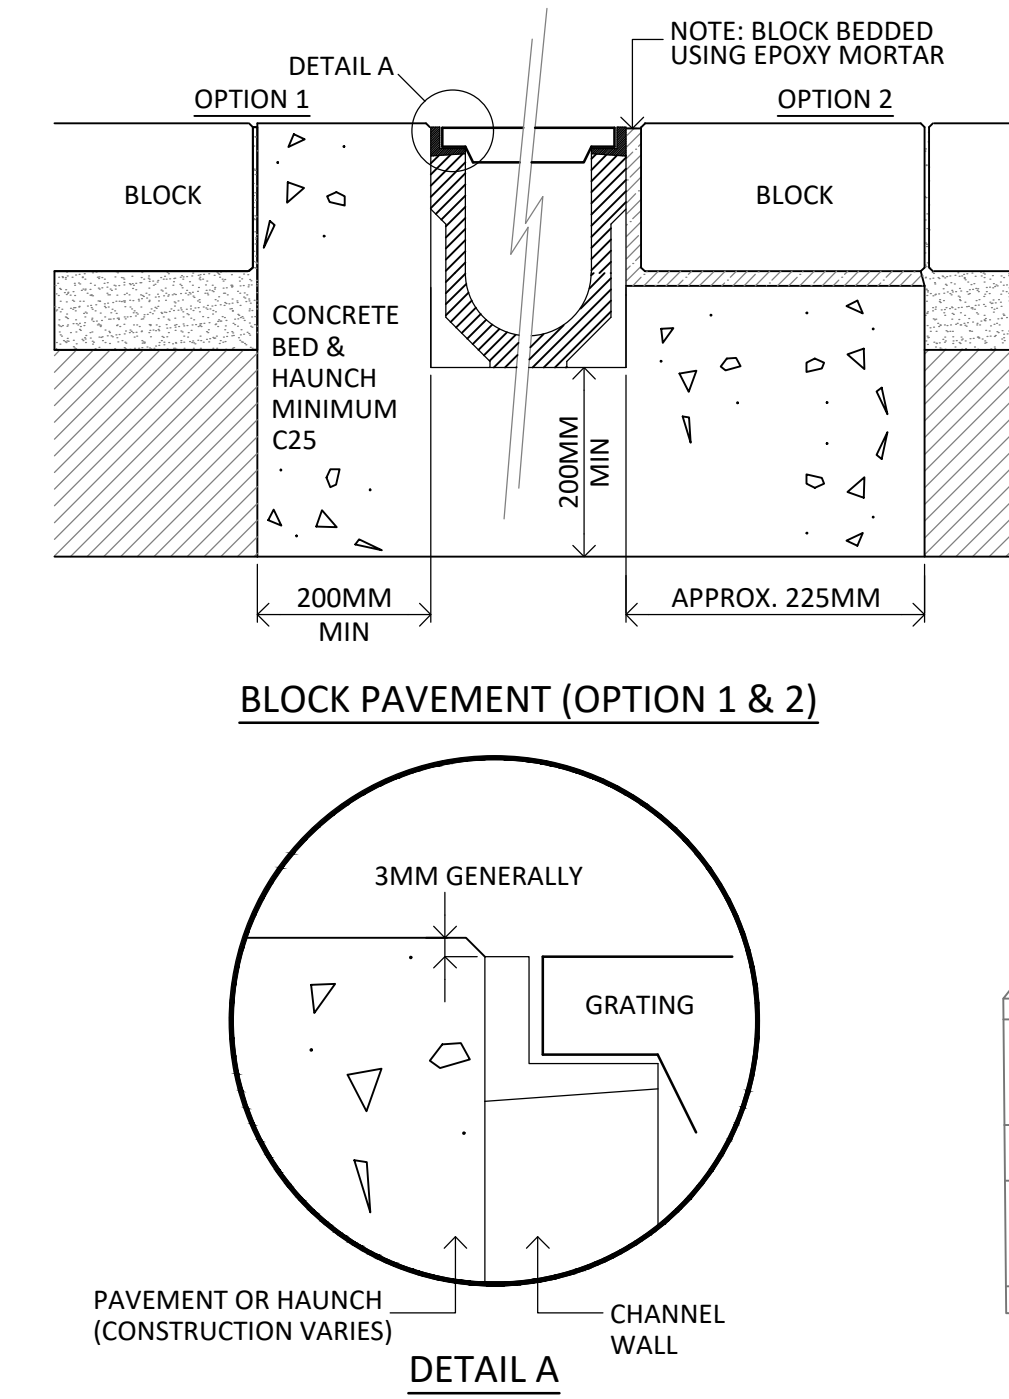 NOTE: BLOCK BEDDED
USING EPOXY MORTAR
DETAIL A
OPTION 1
OPTION 2
BLOCK
BLOCK
CONCRETE
BED &
HAUNCH
MINIMUM
C25
200MM
MIN
200MM
MIN
APPROX. 225MM
BLOCK PAVEMENT (OPTION 1 & 2)
3MM GENERALLY
GRATING
PAVEMENT OR HAUNCH
(CONSTRUCTION VARIES)
CHANNEL
WALL
DETAIL A